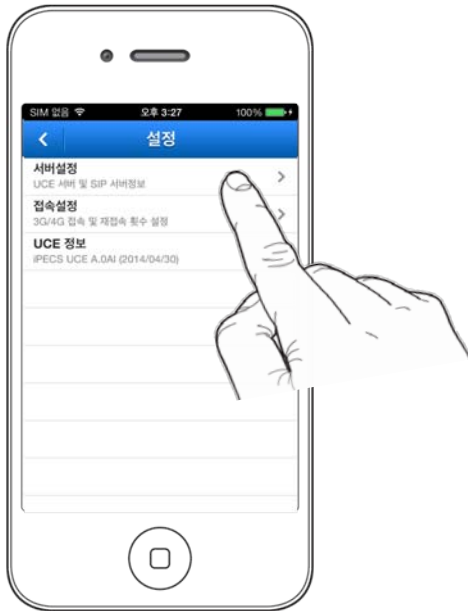 SIM 없음 오후 3:27 100%
설정
서버설정
UCE 서버 및 SIP 서버정보
접속설정
3G/4G 접속 및 재접속 횟수 설정
UCE 정보
iPECS UCE A.0AI (2014/04/30)